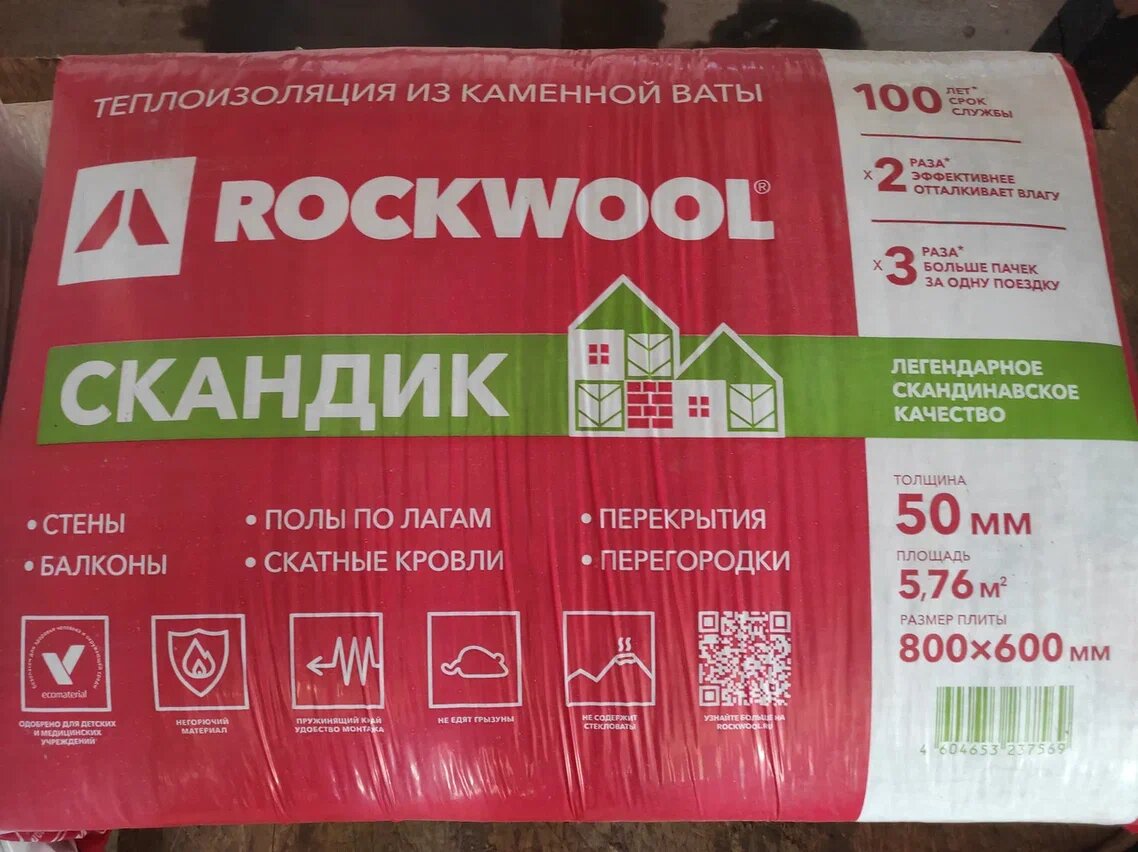 ТЕПЛОИЗОЛЯЦИЯ ИЗ КАМЕННОЙ ВАТЫ
ROCKWOOL®
СКАНДИК
• СТЕНЫ
• БАЛКОНЫ
• ПОЛЫ ПО ЛАГАМ
• СКАТНЫЕ КРОВЛИ
• ПЕРЕКРЫТИЯ
• ПЕРЕГОРОДКИ
ecomaterial
ОДОБРЕНО ДЛЯ ДЕТСКИХ
И МЕДИЦИНСКИХ
УЧРЕЖДЕНИЙ
НЕГОРЮЧИЙ
МАТЕРИАЛ
ПРУЖИНЯЩИЙ КРАЙ
УДОБСТВО МОНТАЖА
НЕ ЕДЯТ ГРЫЗУНЫ
НЕ СОДЕРЖИТ
СТЕКЛОВАТЫ
УЗНАЙТЕ БОЛЬШЕ НА
ROCKWOOL.RU
100 ЛЕТ*
СРОК
СЛУЖБЫ
x2 РАЗА*
ЭФФЕКТИВНЕЕ
ОТТАЛКИВАЕТ ВЛАГУ
x3 РАЗА*
БОЛЬШЕ ПАЧЕК
ЗА ОДНУ ПОЕЗДКУ
ЛЕГЕНДАРНОЕ
СКАНДИНАВСКОЕ
КАЧЕСТВО
ТОЛЩИНА
50 мм
ПЛОЩАДЬ
5,76 м²
РАЗМЕР ПЛИТЫ
800×600 мм
4 604653 237569